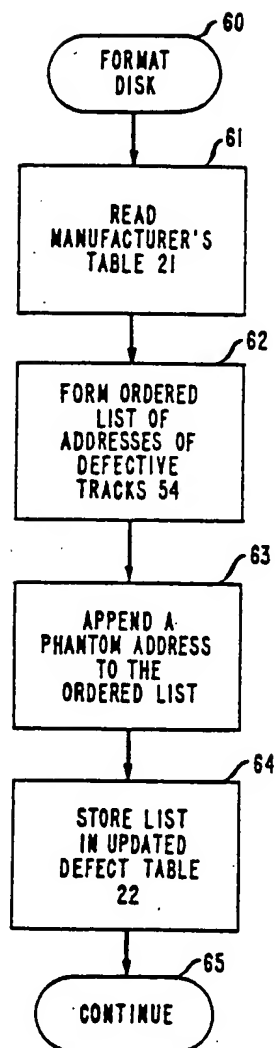 60
FORMAT
DISK
61
READ
MANUFACTURER'S
TABLE 21
62
FORM ORDERED
LIST OF
ADDRESSES OF
DEFECTIVE
TRACKS 54
63
APPEND A
PHANTOM ADDRESS
TO THE
ORDERED LIST
64
STORE LIST
IN UPDATED
DEFECT TABLE
22
65
CONTINUE